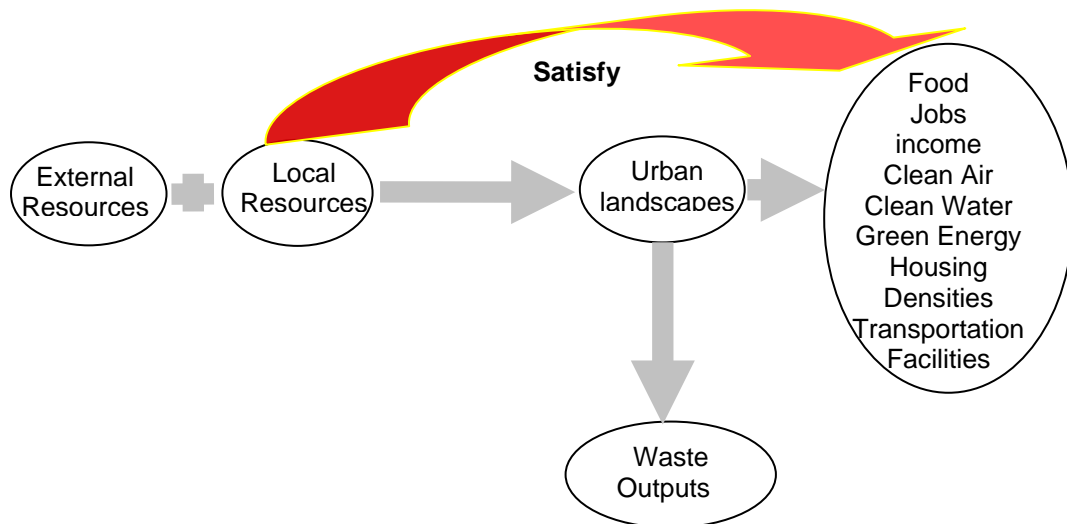 Satisfy
External
Resources
Local
Resources
Urban
landscapes
Food
Jobs
income
Clean Air
Clean Water
Green Energy
Housing
Densities
Transportation
Facilities
Waste
Outputs